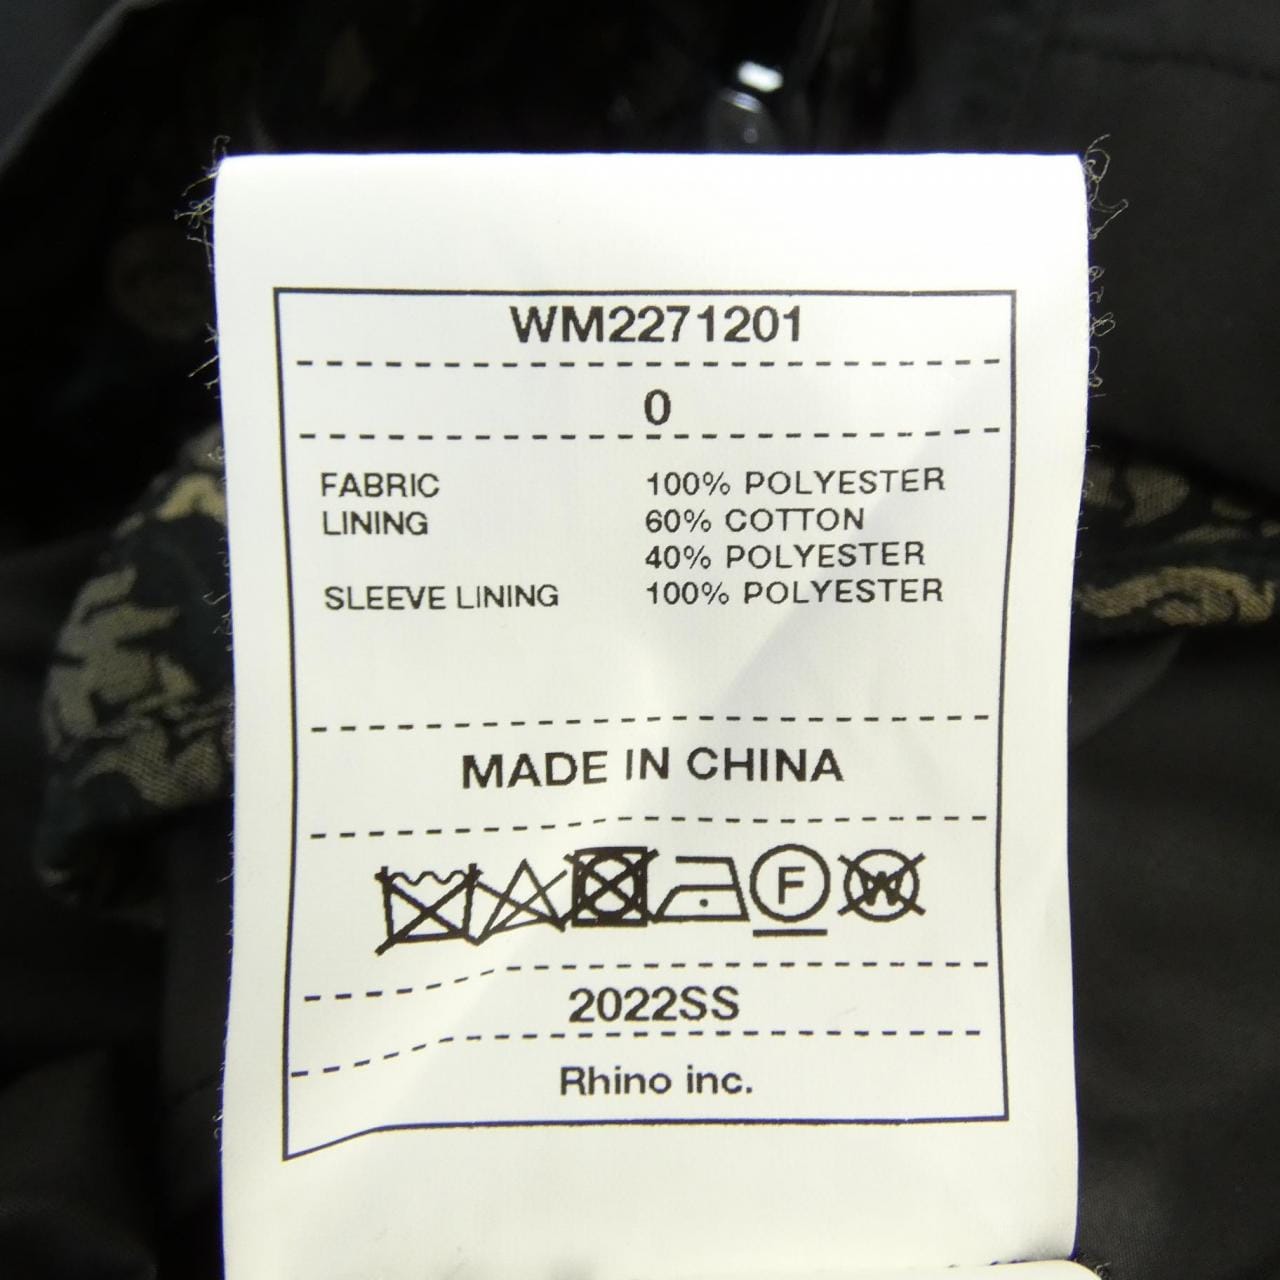 WM2271201
0
FABRIC 100% POLYESTER
LINING 60% COTTON
40% POLYESTER
SLEEVE LINING 100% POLYESTER
MADE IN CHINA
F W
2022SS
Rhino inc.